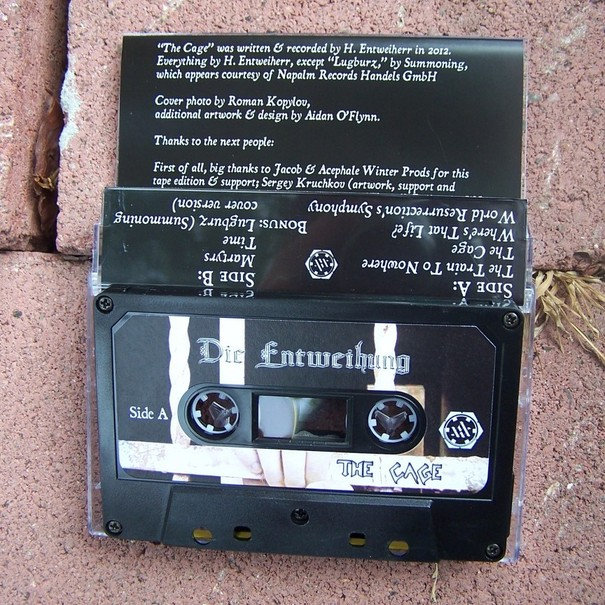 "The Cage" was written & recorded by H. Entweiherr in 2012.
Everything by H. Entweiherr, except "Lugburz," by Summoning,
which appears courtesy of Napalm Records Handels GmbH
Cover photo by Roman Kopylov,
additional artwork & design by Aidan O'Flynn.
Thanks to the next people:
First of all, big thanks to Jacob & Acephale Winter Prods for this
tape edition & support; Sergey Kruchkov (artwork, support and
SIDE A:
The Train To Nowhere
The Cage
Where's That Life?
World Resurrection's Symphony
SIDE B:
Martyrs
Time
Bonus: Lugburz (Summoning
cover version)
SIDE B:
Die Entweihung
Side A
THE CAGE